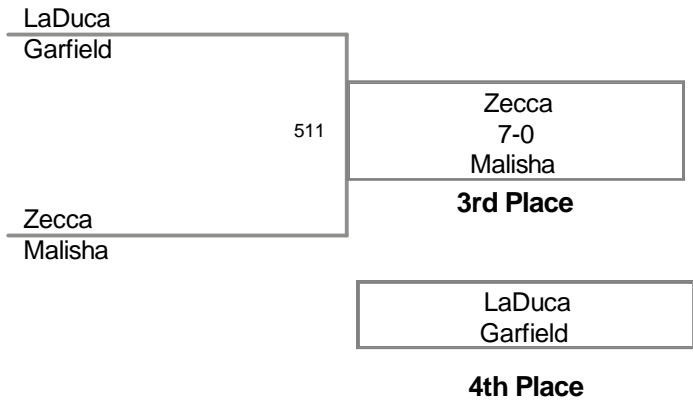 LaDuca
Garfield
511
Zecca
7-0
Malisha
3rd Place
Zecca
Malisha
LaDuca
Garfield
4th Place